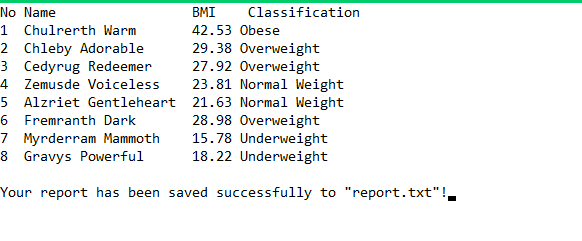 No Name                 BMI    Classification
1  Chulrerth Warm       42.53 Obese
2  Chleby Adorable      29.38 Overweight
3  Cedyrug Redeemer     27.92 Overweight
4  Zemusde Voiceless    23.81 Normal Weight
5  Alzriet Gentleheart  21.63 Normal Weight
6  Fremranth Dark       28.98 Overweight
7  Myrderram Mammoth    15.78 Underweight
8  Gravys Powerful      18.22 Underweight
Your report has been saved successfully to "report.txt"!